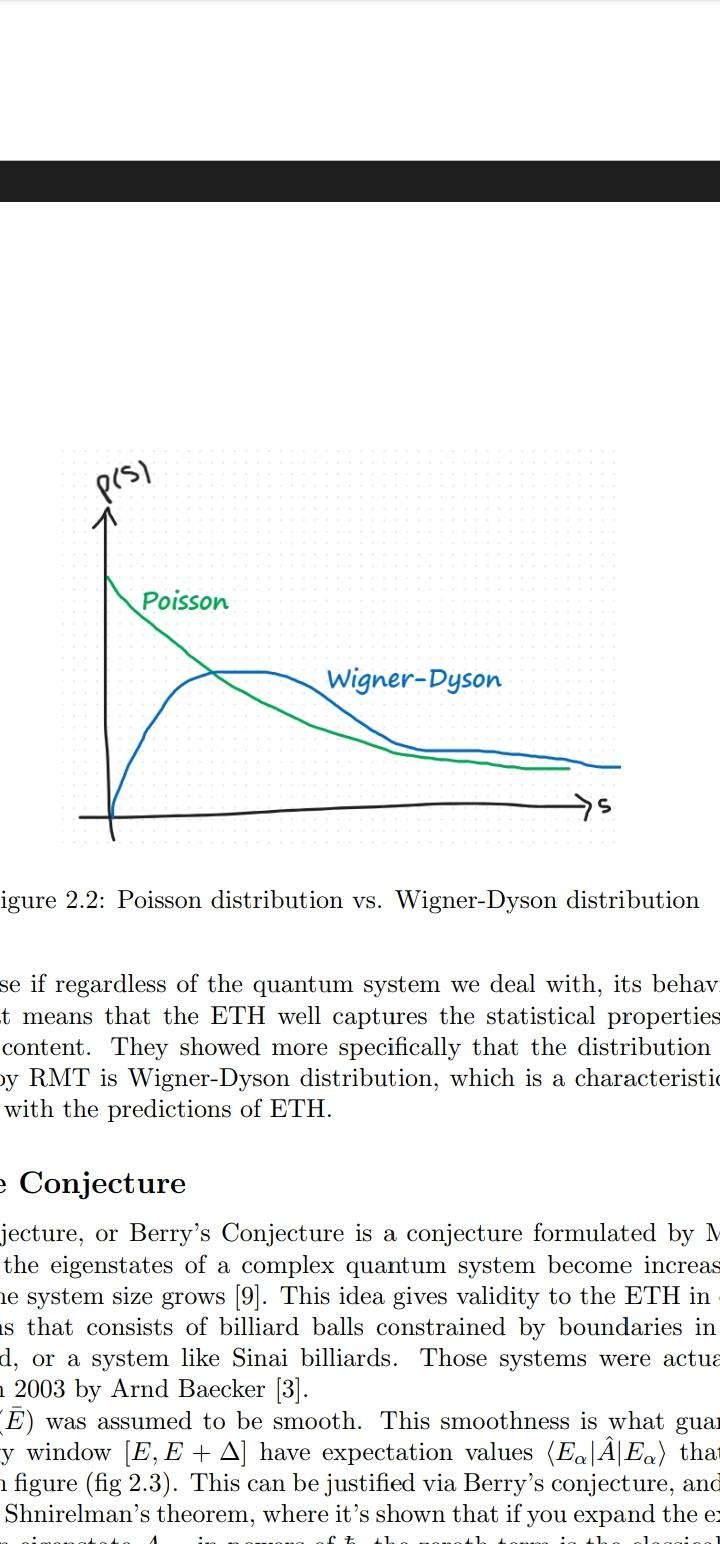 p(s)
Poisson
Wigner-Dyson
s
igure 2.2: Poisson distribution vs. Wigner-Dyson distribution
se if regardless of the quantum system we deal with, its behav
t means that the ETH well captures the statistical properties
content. They showed more specifically that the distribution
by RMT is Wigner-Dyson distribution, which is a characteristic
with the predictions of ETH.
e Conjecture
jecture, or Berry's Conjecture is a conjecture formulated by M
the eigenstates of a complex quantum system become increas
he system size grows [9]. This idea gives validity to the ETH in
ns that consists of billiard balls constrained by boundaries in
d, or a system like Sinai billiards. Those systems were actua
n 2003 by Arnd Baecker [3].
(Ē) was assumed to be smooth. This smoothness is what guar
y window [E, E + Δ] have expectation values ⟨Eα|Â|Eα⟩ that
n figure (fig 2.3). This can be justified via Berry's conjecture, and
Shnirelman's theorem, where it's shown that if you expand the ex